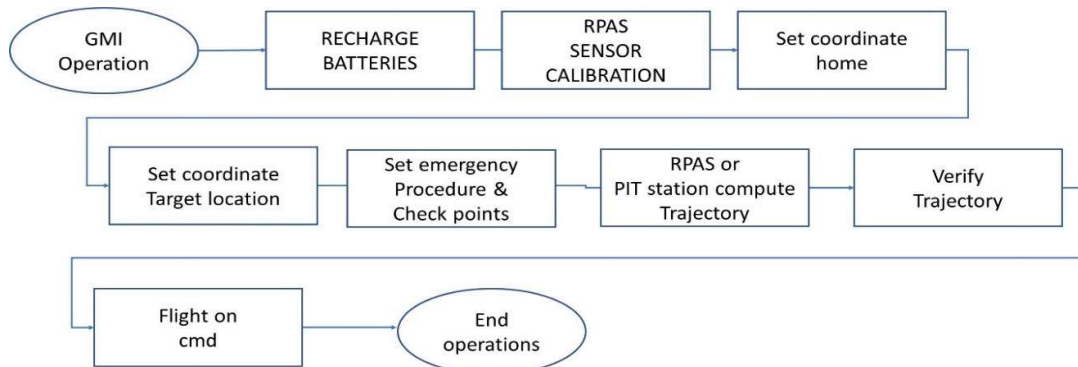 GMI
Operation
RECHARGE
BATTERIES
RPAS
SENSOR
CALIBRATION
Set coordinate
home
Set coordinate
Target location
Set emergency
Procedure &
Check points
RPAS or
PIT station compute
Trajectory
Verify
Trajectory
Flight on
cmd
End
operations